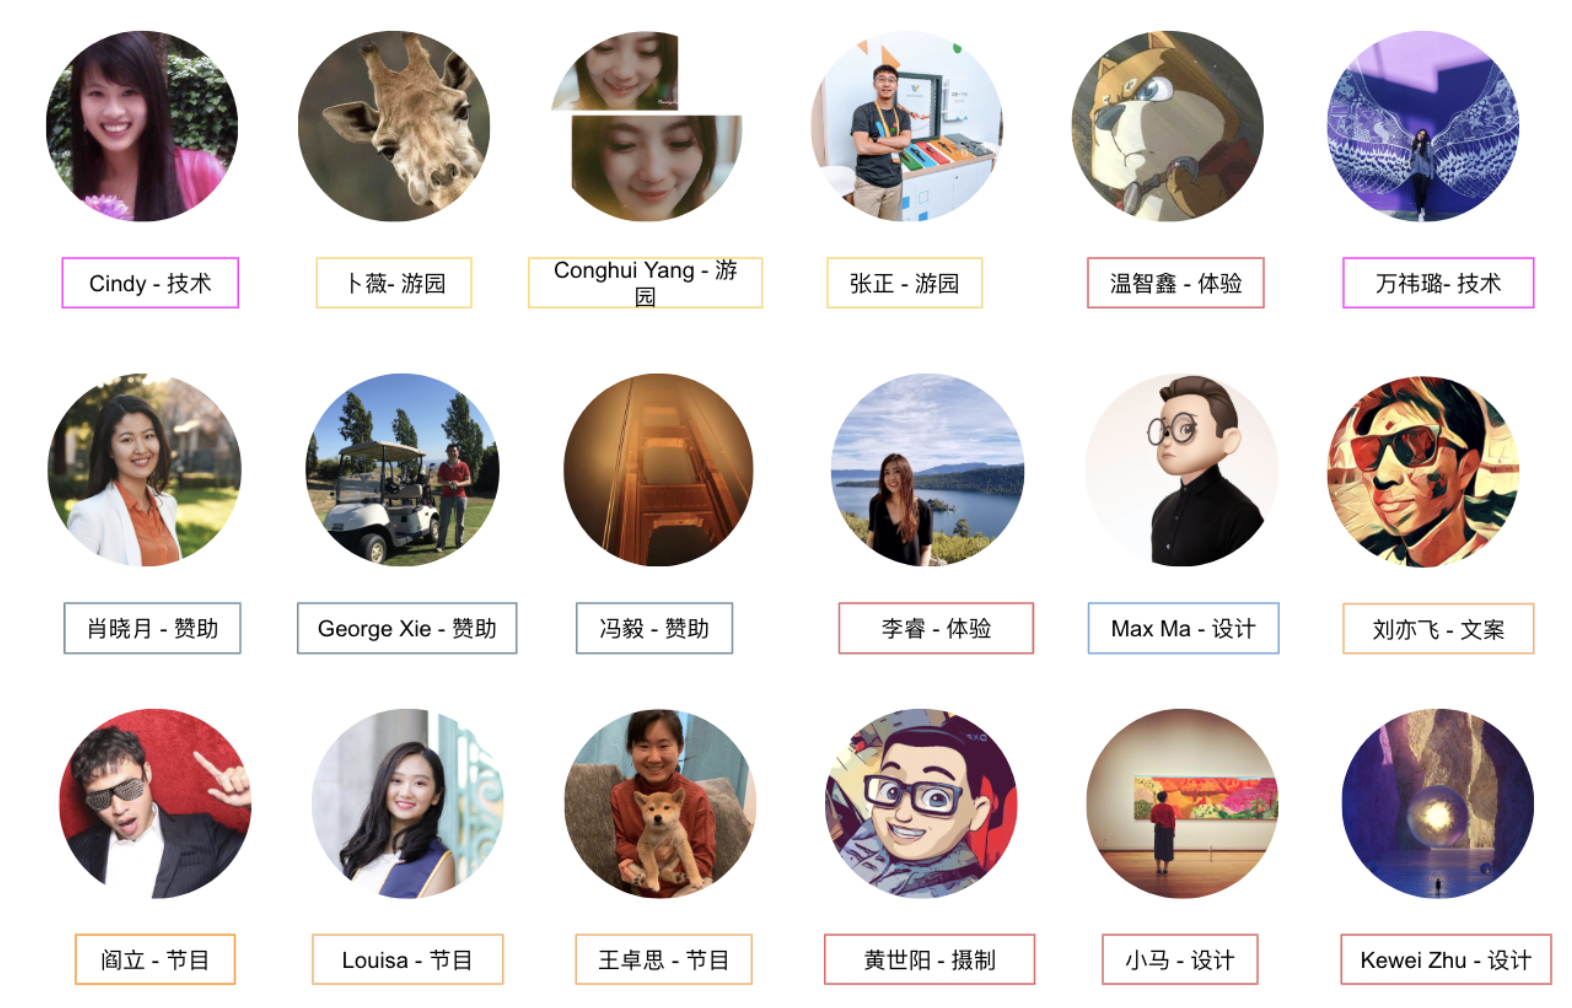 Cindy - 技术
卜薇- 游园
Conghui Yang - 游
园
张正 - 游园
温智鑫 - 体验
万祎璐- 技术
肖晓月 - 赞助
George Xie - 赞助
冯毅 - 赞助
李睿 - 体验
Max Ma - 设计
刘亦飞 - 文案
阎立 - 节目
Louisa - 节目
王卓思 - 节目
黄世阳 - 摄制
小马 - 设计
Kewei Zhu - 设计